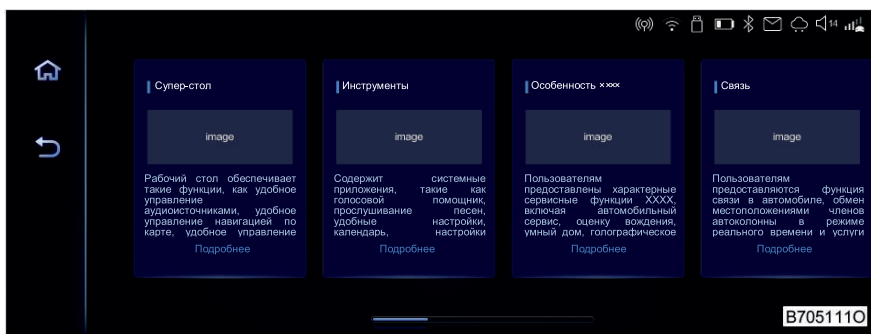 14
Супер-стол
image
Рабочий стол обеспечивает
такие функции, как удобное
управление
аудиоисточниками, удобное
управление навигацией по
карте, удобное управление
Подробнее
Инструменты
image
Содержит системные
приложения, такие как
голосовой помощник,
прослушивание песен,
удобные настройки,
календарь, настройки
Подробнее
Особенность ××××
image
Пользователям
предоставлены характерные
сервисные функции XXXX,
включая автомобильный
сервис, оценку вождения,
умный дом, голографическое
Подробнее
Связь
image
Пользователям
предоставляются функция
связи в автомобиле, обмен
местоположениями членов
автоколонны в режиме
реального времени и услуги
Подробнее
B705111O